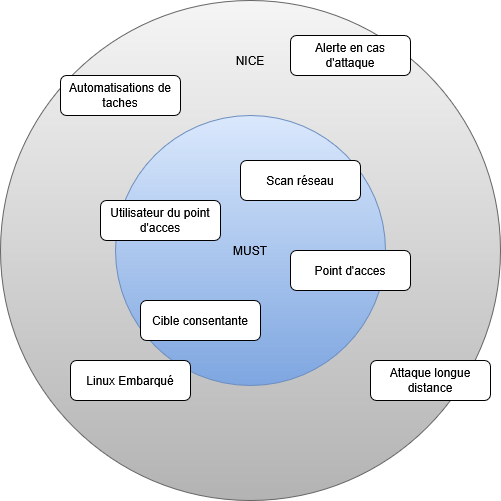 NICE
Alerte en cas
d'attaque
Automatisations de
taches
Scan réseau
Utilisateur du point
d'acces
MUST
Point d'acces
Cible consentante
Linux Embarqué
Attaque longue
distance